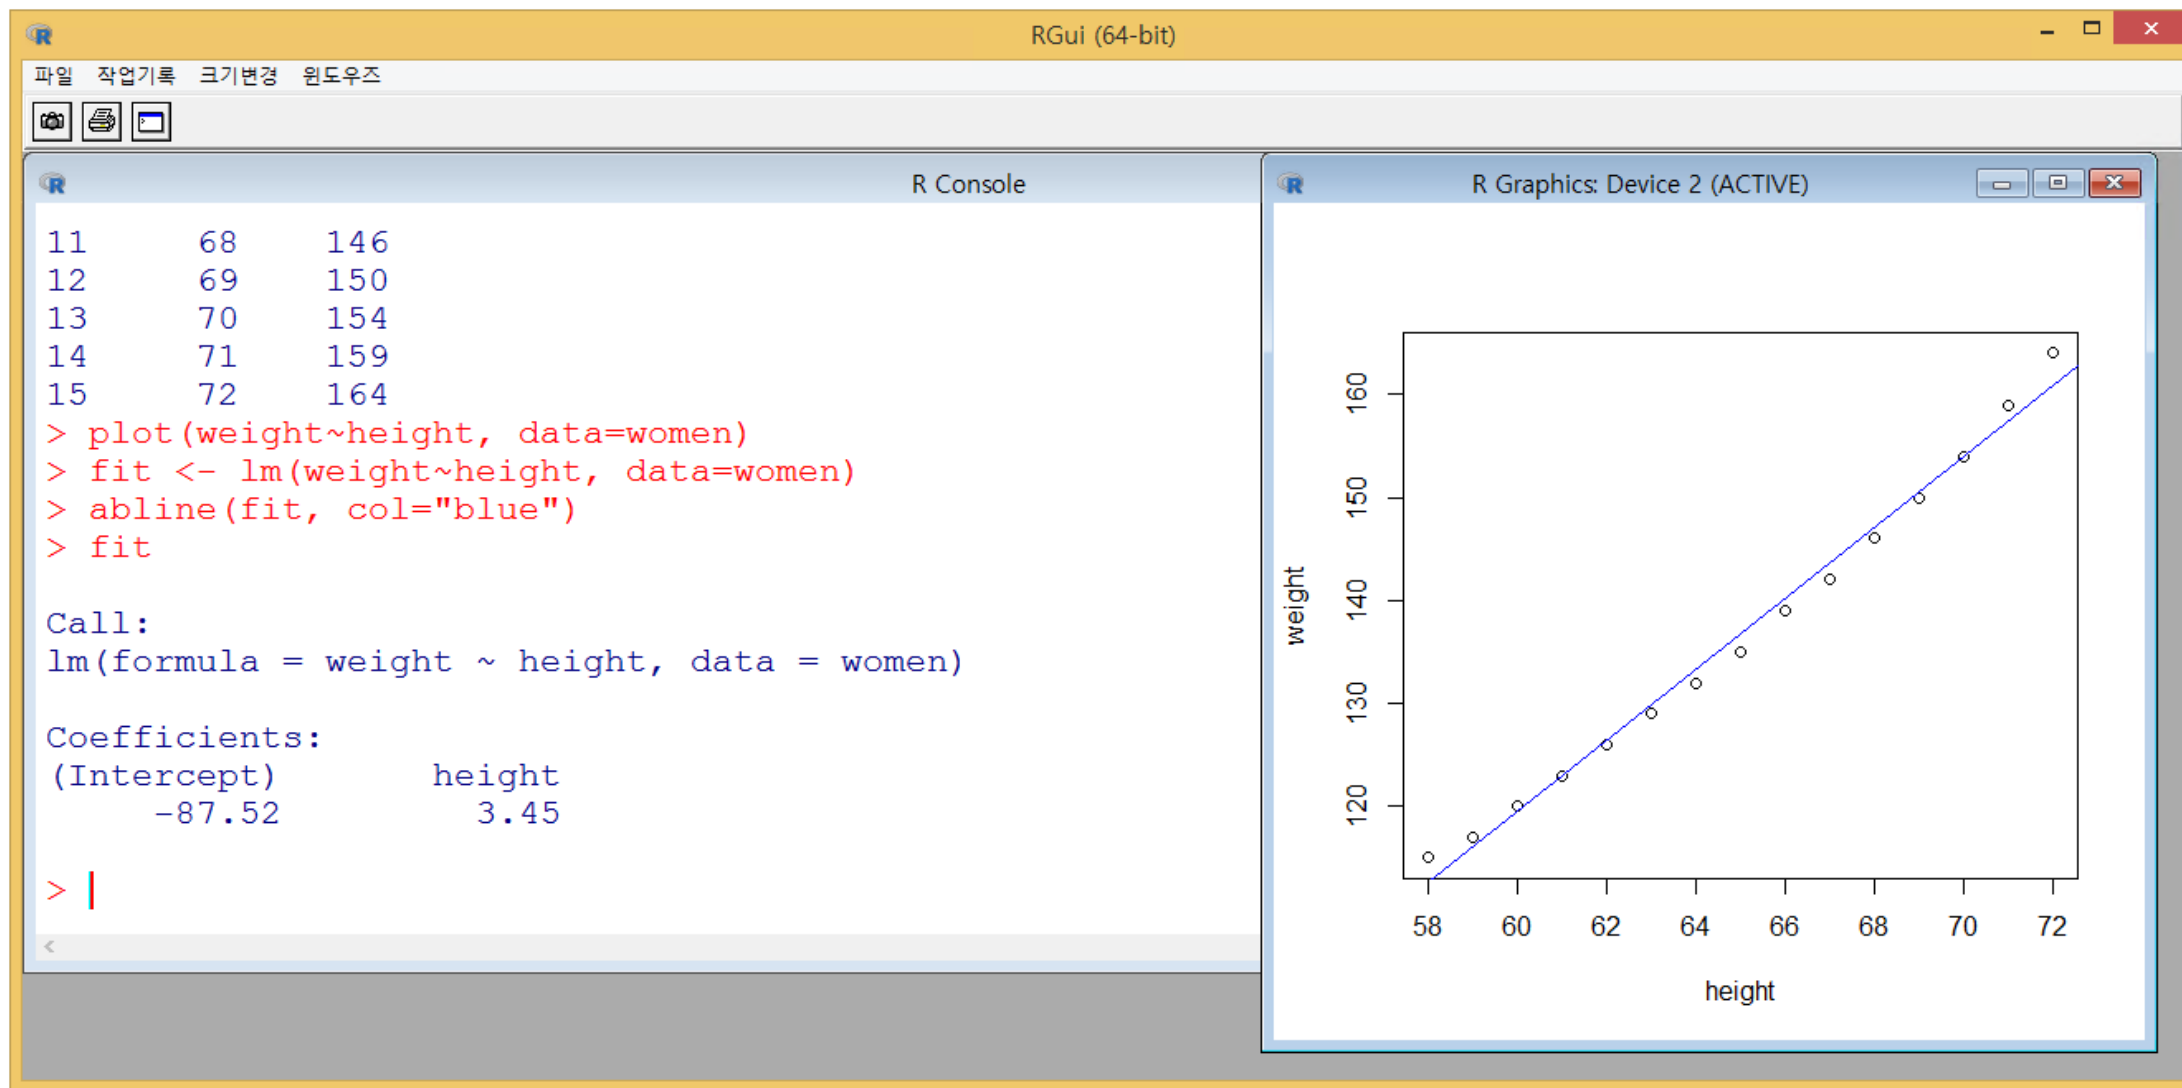 RGui (64-bit)
파일 작업기록 크기변경 윈도우즈
R Console
11 68 146
12 69 150
13 70 154
14 71 159
15 72 164
> plot(weight~height, data=women)
> fit <- lm(weight~height, data=women)
> abline(fit, col="blue")
> fit
Call:
lm(formula = weight ~ height, data = women)
Coefficients:
(Intercept) height
-87.52 3.45
>
R Graphics: Device 2 (ACTIVE)
weight
160
150
140
130
120
58 60 62 64 66 68 70 72
height